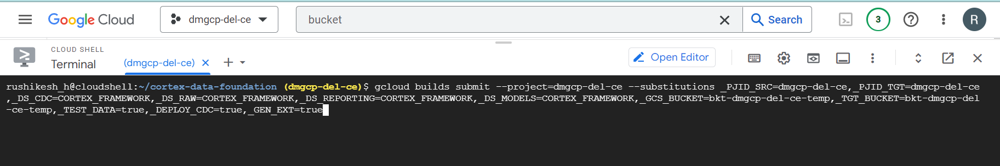 Google Cloud
dmgcp-del-ce
bucket
Search
3
R
CLOUD SHELL
Terminal
(dmgcp-del-ce)
Open Editor
rushikesh_h@cloudshell:~/cortex-data-foundation (dmgcp-del-ce)$ gcloud builds submit --project=dmgcp-del-ce --substitutions _PJID_SRC=dmgcp-del-ce,_PJID_TGT=dmgcp-del-ce
,_DS_CDC=CORTEX_FRAMEWORK,_DS_RAW=CORTEX_FRAMEWORK,_DS_REPORTING=CORTEX_FRAMEWORK,_DS_MODELS=CORTEX_FRAMEWORK,_GCS_BUCKET=bkt-dmgcp-del-ce-temp,_TGT_BUCKET=bkt-dmgcp-del
-ce-temp,_TEST_DATA=true,_DEPLOY_CDC=true,_GEN_EXT=true